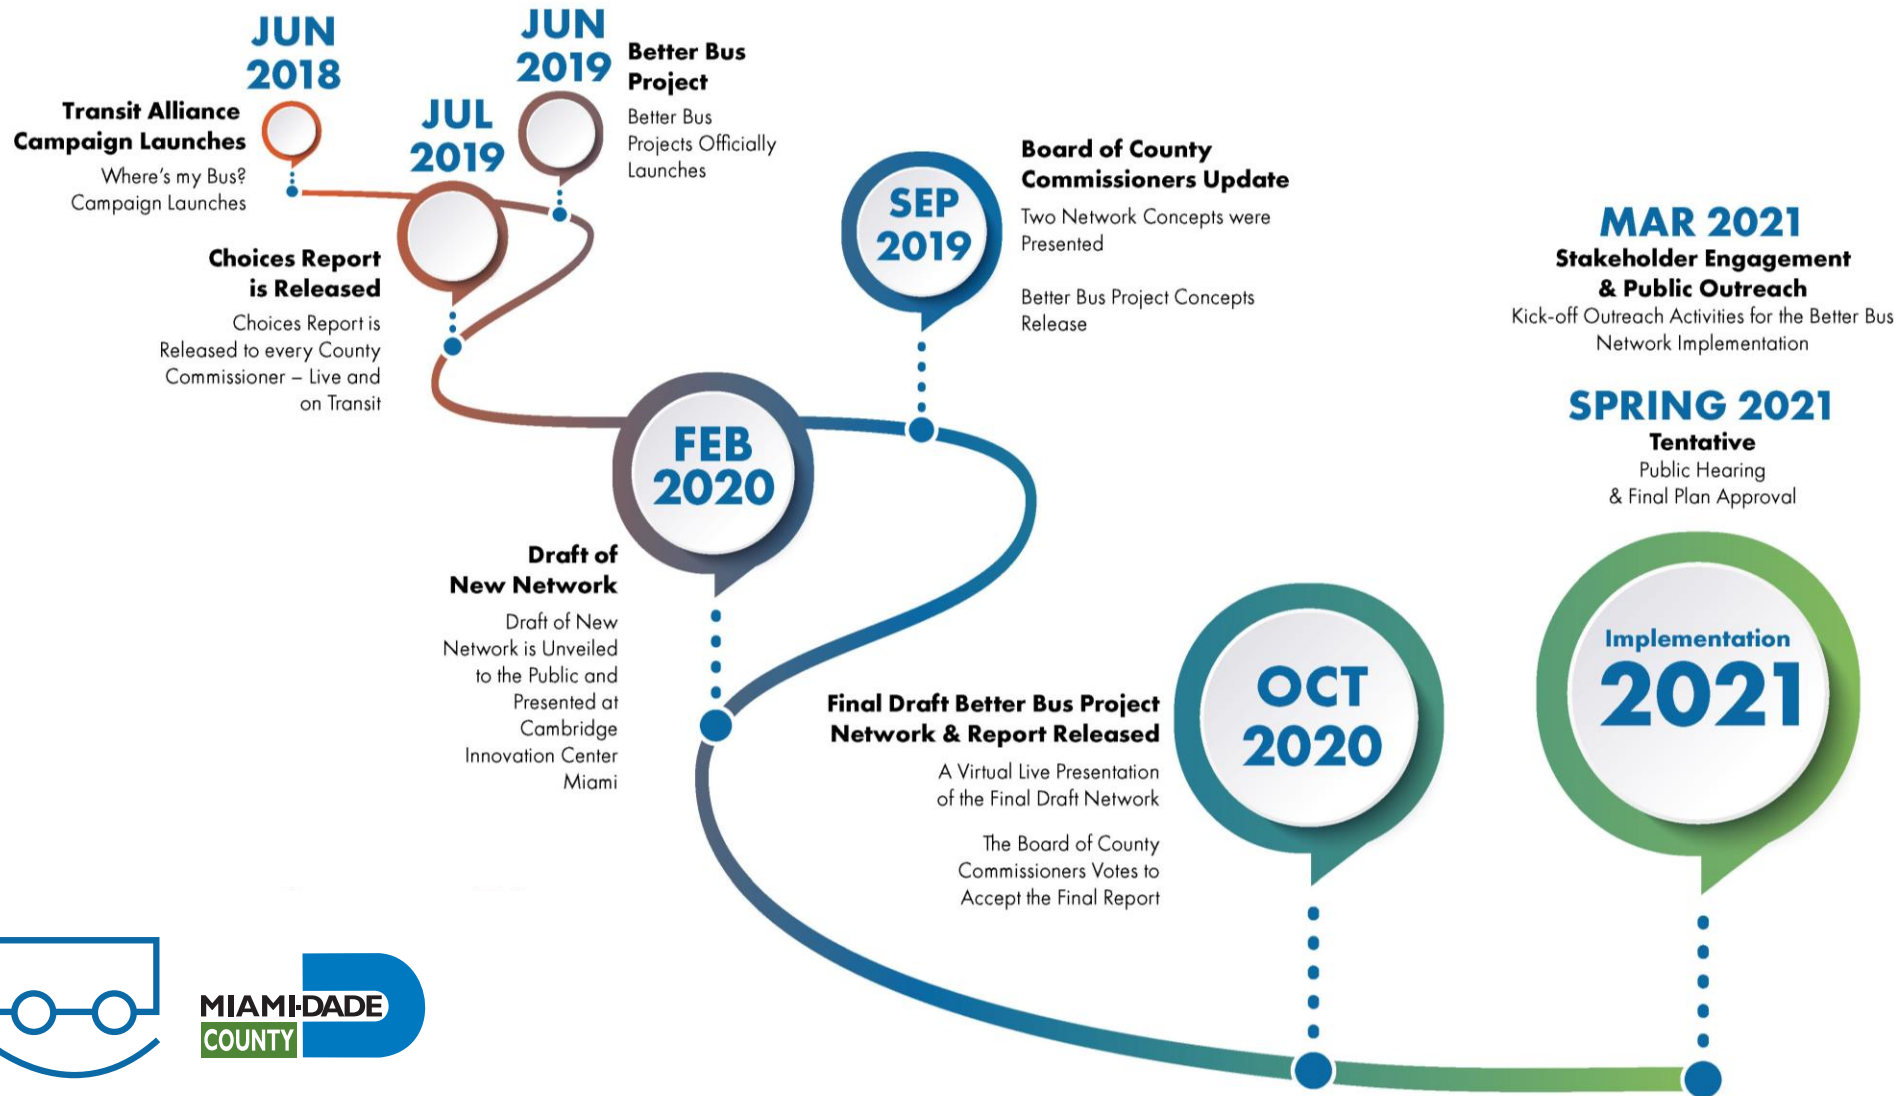 JUN
2018
Transit Alliance
Campaign Launches
Where's my Bus?
Campaign Launches
JUN
2019
Better Bus
Project
Better Bus
Projects Officially
Launches
JUL
2019
Choices Report
is Released
Choices Report is
Released to every County
Commissioner – Live and
on Transit
SEP
2019
Board of County
Commissioners Update
Two Network Concepts were
Presented
Better Bus Project Concepts
Release
FEB
2020
Draft of
New Network
Draft of New
Network is Unveiled
to the Public and
Presented at
Cambridge
Innovation Center
Miami
OCT
2020
Final Draft Better Bus Project
Network & Report Released
A Virtual Live Presentation
of the Final Draft Network
The Board of County
Commissioners Votes to
Accept the Final Report
MAR 2021
Stakeholder Engagement
& Public Outreach
Kick-off Outreach Activities for the Better Bus
Network Implementation
SPRING 2021
Tentative
Public Hearing
& Final Plan Approval
Implementation
2021
MIAMI-DADE
COUNTY